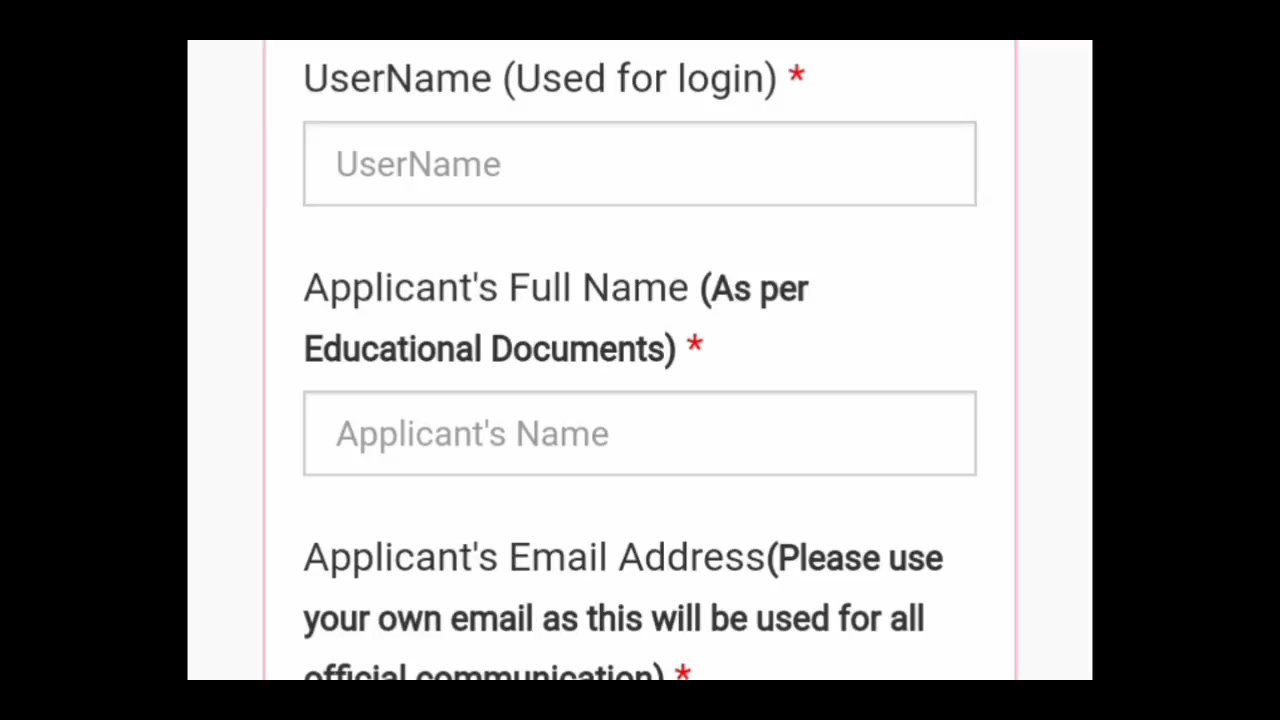 UserName (Used for login) *
UserName
Applicant's Full Name (As per
Educational Documents) *
Applicant's Name
Applicant's Email Address(Please use
your own email as this will be used for all
official communication) *